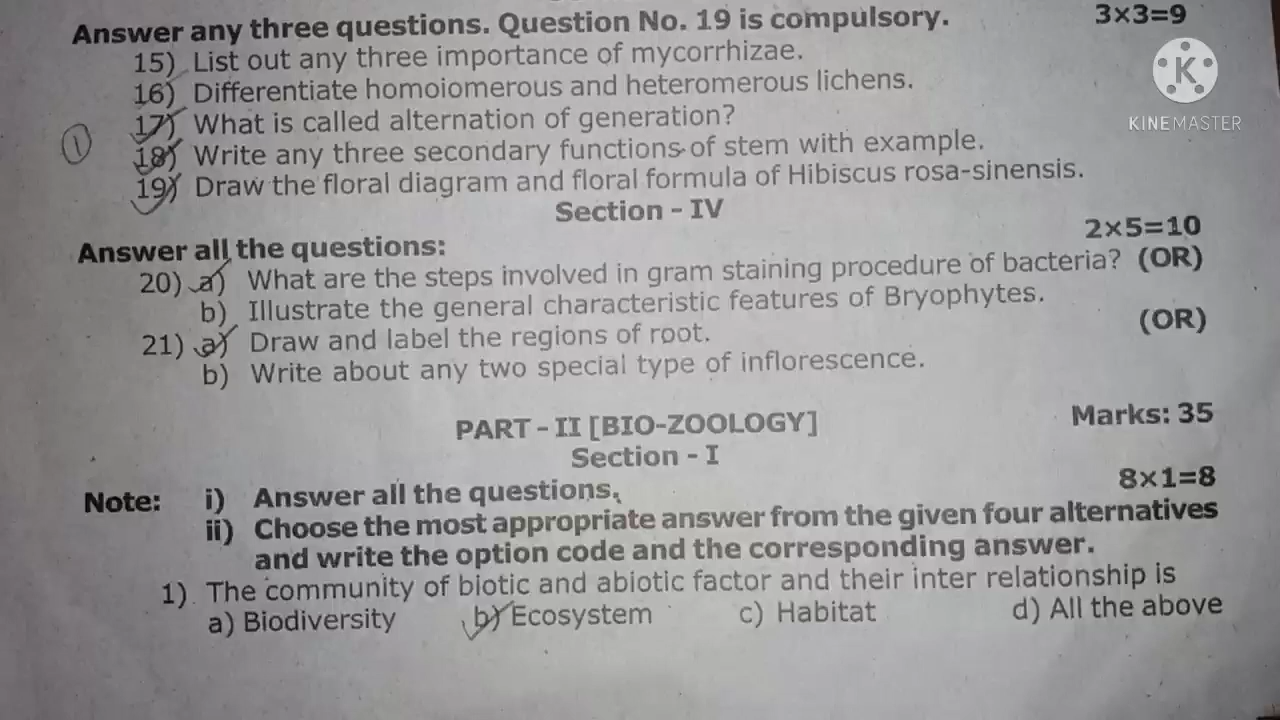 Answer any three questions. Question No. 19 is compulsory. 3×3=9
15) List out any three importance of mycorrhizae.
16) Differentiate homoiomerous and heteromerous lichens.
17) What is called alternation of generation?
1
18) Write any three secondary functions of stem with example.
19) Draw the floral diagram and floral formula of Hibiscus rosa-sinensis.
Section - IV
2×5=10
Answer all the questions:
20) a) What are the steps involved in gram staining procedure of bacteria? (OR)
b) Illustrate the general characteristic features of Bryophytes.
21) a) Draw and label the regions of root. (OR)
b) Write about any two special type of inflorescence.
PART - II [BIO-ZOOLOGY] Marks: 35
Section - I
8×1=8
Note: i) Answer all the questions.
ii) Choose the most appropriate answer from the given four alternatives
and write the option code and the corresponding answer.
1) The community of biotic and abiotic factor and their inter relationship is
a) Biodiversity b) Ecosystem c) Habitat d) All the above
K
KINEMASTER